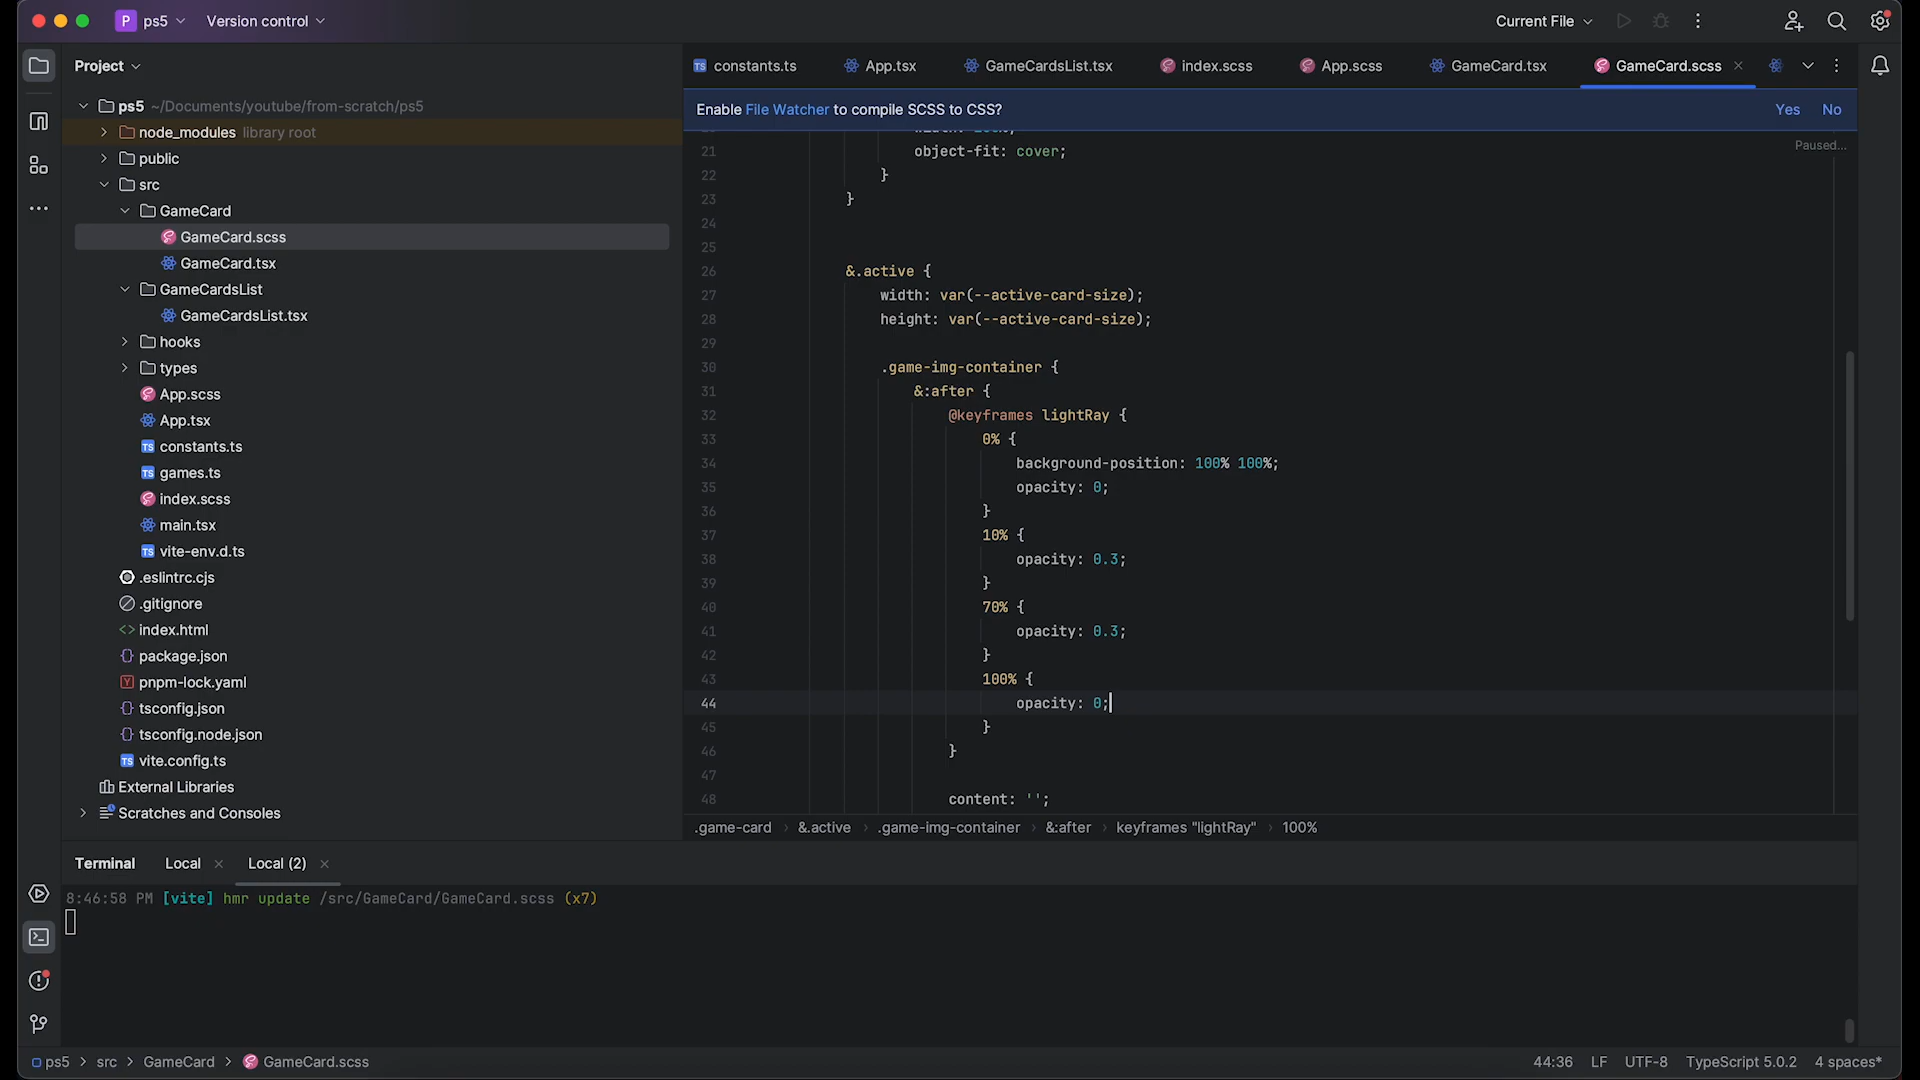 P ps5 Version control Current File
Project
ps5 ~/Documents/youtube/from-scratch/ps5
node_modules library root
public
src
GameCard
GameCard.scss
GameCard.tsx
GameCardsList
GameCardsList.tsx
hooks
types
App.scss
App.tsx
TS constants.ts
TS games.ts
index.scss
main.tsx
TS vite-env.d.ts
.eslintrc.cjs
.gitignore
<> index.html
{} package.json
Y pnpm-lock.yaml
{} tsconfig.json
{} tsconfig.node.json
TS vite.config.ts
External Libraries
Scratches and Consoles
TS constants.ts App.tsx GameCardsList.tsx index.scss App.scss GameCard.tsx GameCard.scss
Enable File Watcher to compile SCSS to CSS? Yes No
Paused...
21 object-fit: cover;
22 }
23 }
24
25
26 &.active {
27 width: var(--active-card-size);
28 height: var(--active-card-size);
29
30 .game-img-container {
31 &:after {
32 @keyframes lightRay {
33 0% {
34 background-position: 100% 100%;
35 opacity: 0;
36 }
37 10% {
38 opacity: 0.3;
39 }
40 70% {
41 opacity: 0.3;
42 }
43 100% {
44 opacity: 0;
45 }
46 }
47
48 content: '';
.game-card › &.active › .game-img-container › &:after › keyframes "lightRay" › 100%
Terminal Local × Local (2) ×
8:46:58 PM [vite] hmr update /src/GameCard/GameCard.scss (x7)
ps5 > src > GameCard > GameCard.scss 44:36 LF UTF-8 TypeScript 5.0.2 4 spaces*